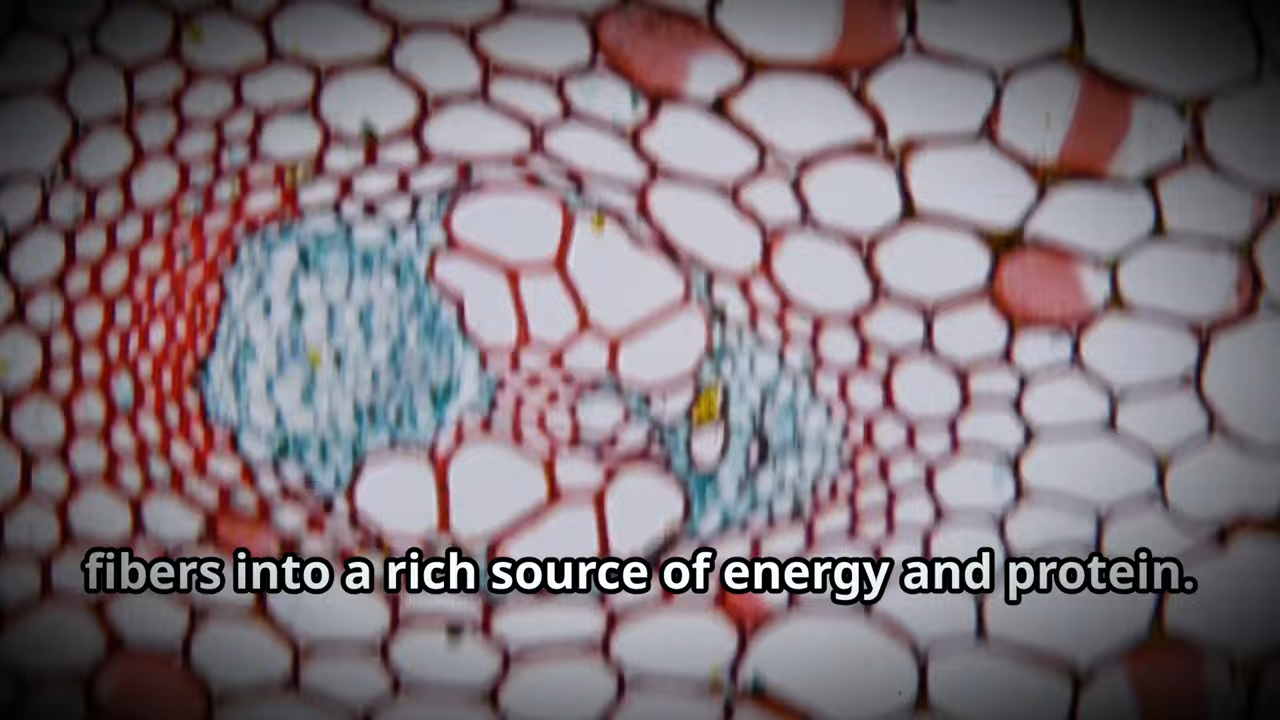 fibers into a rich source of energy and protein.